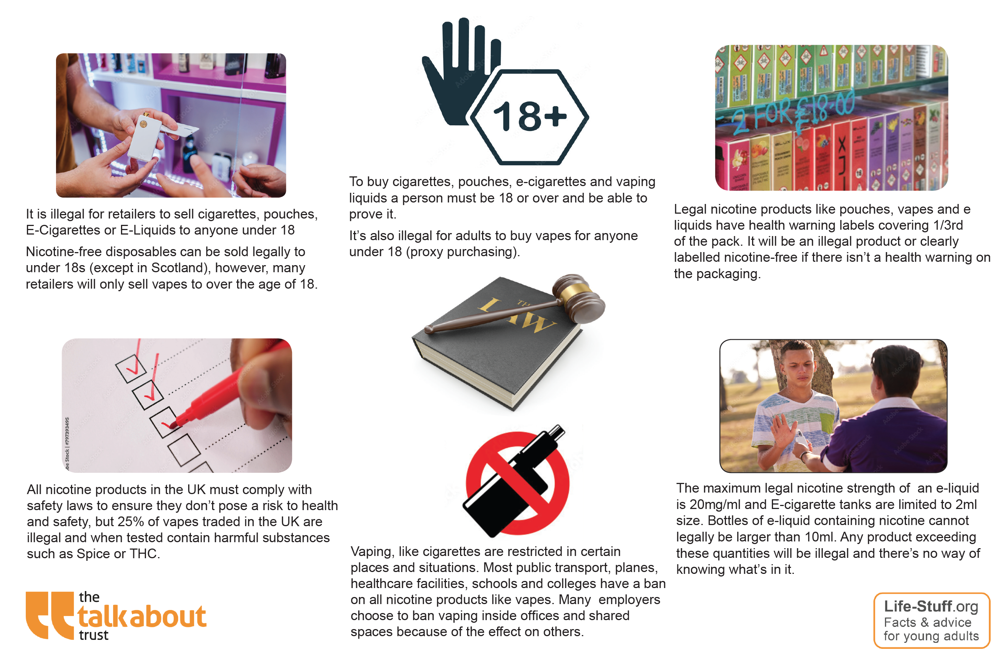 It is illegal for retailers to sell cigarettes, pouches,
E-Cigarettes or E-Liquids to anyone under 18
Nicotine-free disposables can be sold legally to
under 18s (except in Scotland), however, many
retailers will only sell vapes to over the age of 18.
18+
To buy cigarettes, pouches, e-cigarettes and vaping
liquids a person must be 18 or over and be able to
prove it.
It's also illegal for adults to buy vapes for anyone
under 18 (proxy purchasing).
-2 FOR £18-00
Legal nicotine products like pouches, vapes and e
liquids have health warning labels covering 1/3rd
of the pack. It will be an illegal product or clearly
labelled nicotine-free if there isn't a health warning on
the packaging.
LAW
be Stock | #797393495
All nicotine products in the UK must comply with
safety laws to ensure they don't pose a risk to health
and safety, but 25% of vapes traded in the UK are
illegal and when tested contain harmful substances
such as Spice or THC.
Vaping, like cigarettes are restricted in certain
places and situations. Most public transport, planes,
healthcare facilities, schools and colleges have a ban
on all nicotine products like vapes. Many  employers
choose to ban vaping inside offices and shared
spaces because of the effect on others.
The maximum legal nicotine strength of  an e-liquid
is 20mg/ml and E-cigarette tanks are limited to 2ml
size. Bottles of e-liquid containing nicotine cannot
legally be larger than 10ml. Any product exceeding
these quantities will be illegal and there's no way of
knowing what's in it.
the
talkabout
trust
Life-Stuff.org
Facts & advice
for young adults